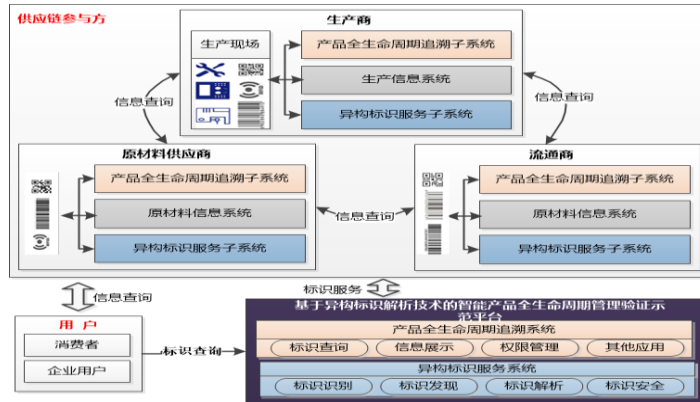 供应链参与方
生产商
生产现场
产品全生命周期追溯子系统
生产信息系统
异构标识服务子系统
信息查询
信息查询
原材料供应商
产品全生命周期追溯子系统
原材料信息系统
异构标识服务子系统
信息查询
流通商
产品全生命周期追溯子系统
原材料信息系统
异构标识服务子系统
信息查询
标识服务
用户
消费者
企业用户
标识查询
基于异构标识解析技术的智能产品全生命周期管理验证示
范平台
产品全生命周期追溯系统
标识查询 信息展示 权限管理 其他应用
异构标识服务系统
标识识别 标识发现 标识解析 标识安全